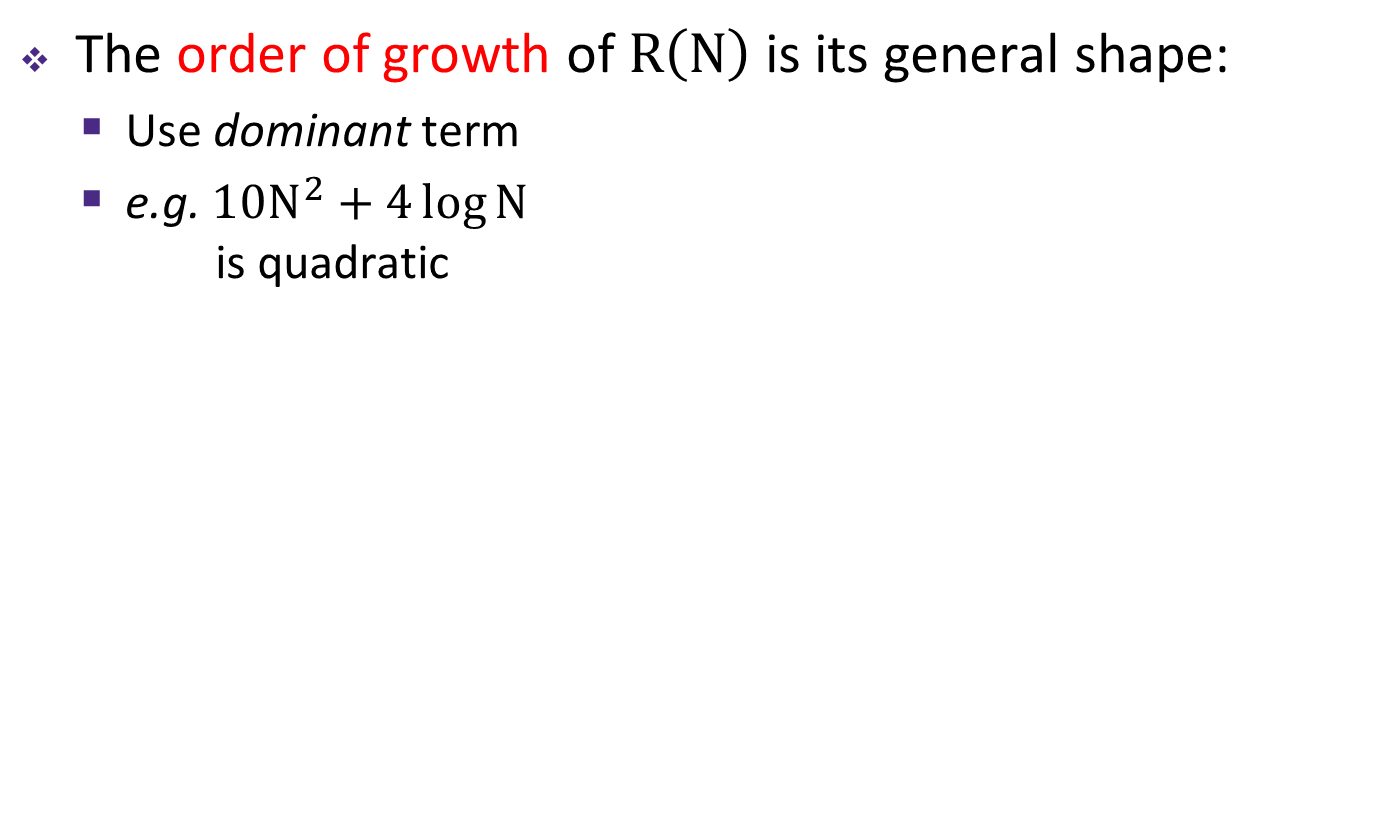 ❖ The order of growth of R(N) is its general shape:
▪ Use dominant term
▪ e.g. 10N² + 4 log N
is quadratic